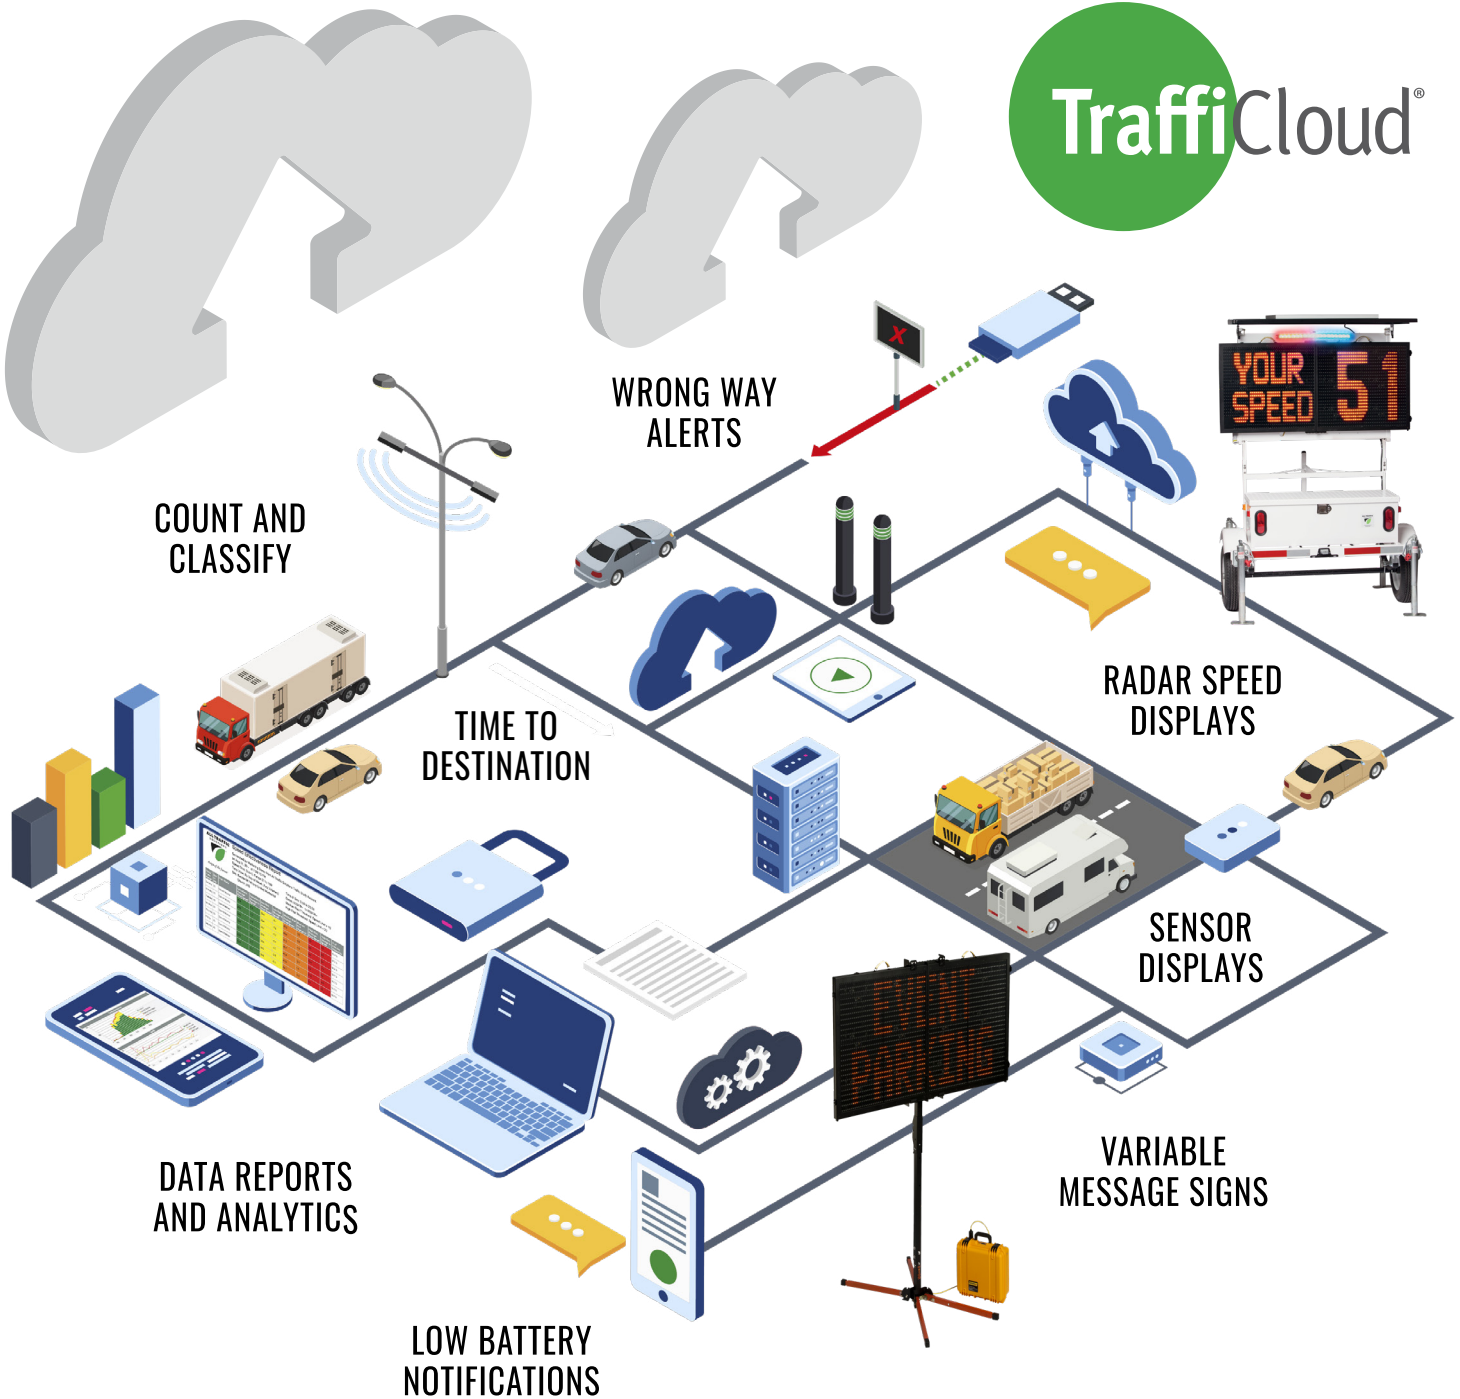 TraffiCloud®
X
YOUR
SPEED
51
WRONG WAY
ALERTS
COUNT AND
CLASSIFY
RADAR SPEED
DISPLAYS
TIME TO
DESTINATION
SENSOR
DISPLAYS
EVENT
PARKING
VARIABLE
MESSAGE SIGNS
DATA REPORTS
AND ANALYTICS
LOW BATTERY
NOTIFICATIONS